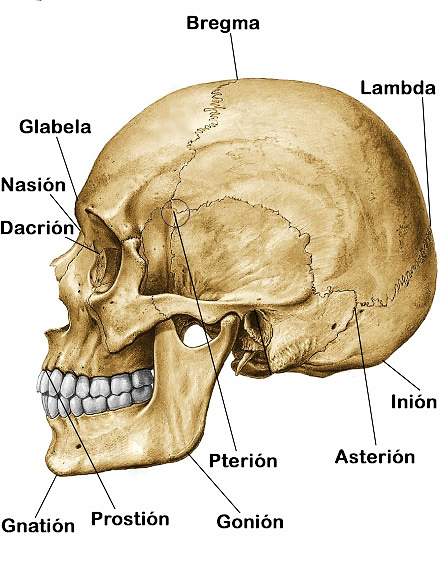 Bregma
Lambda
Glabela
Nasión
Dacrión
Inión
Asterión
Pterión
Gonión
Prostión
Gnatión